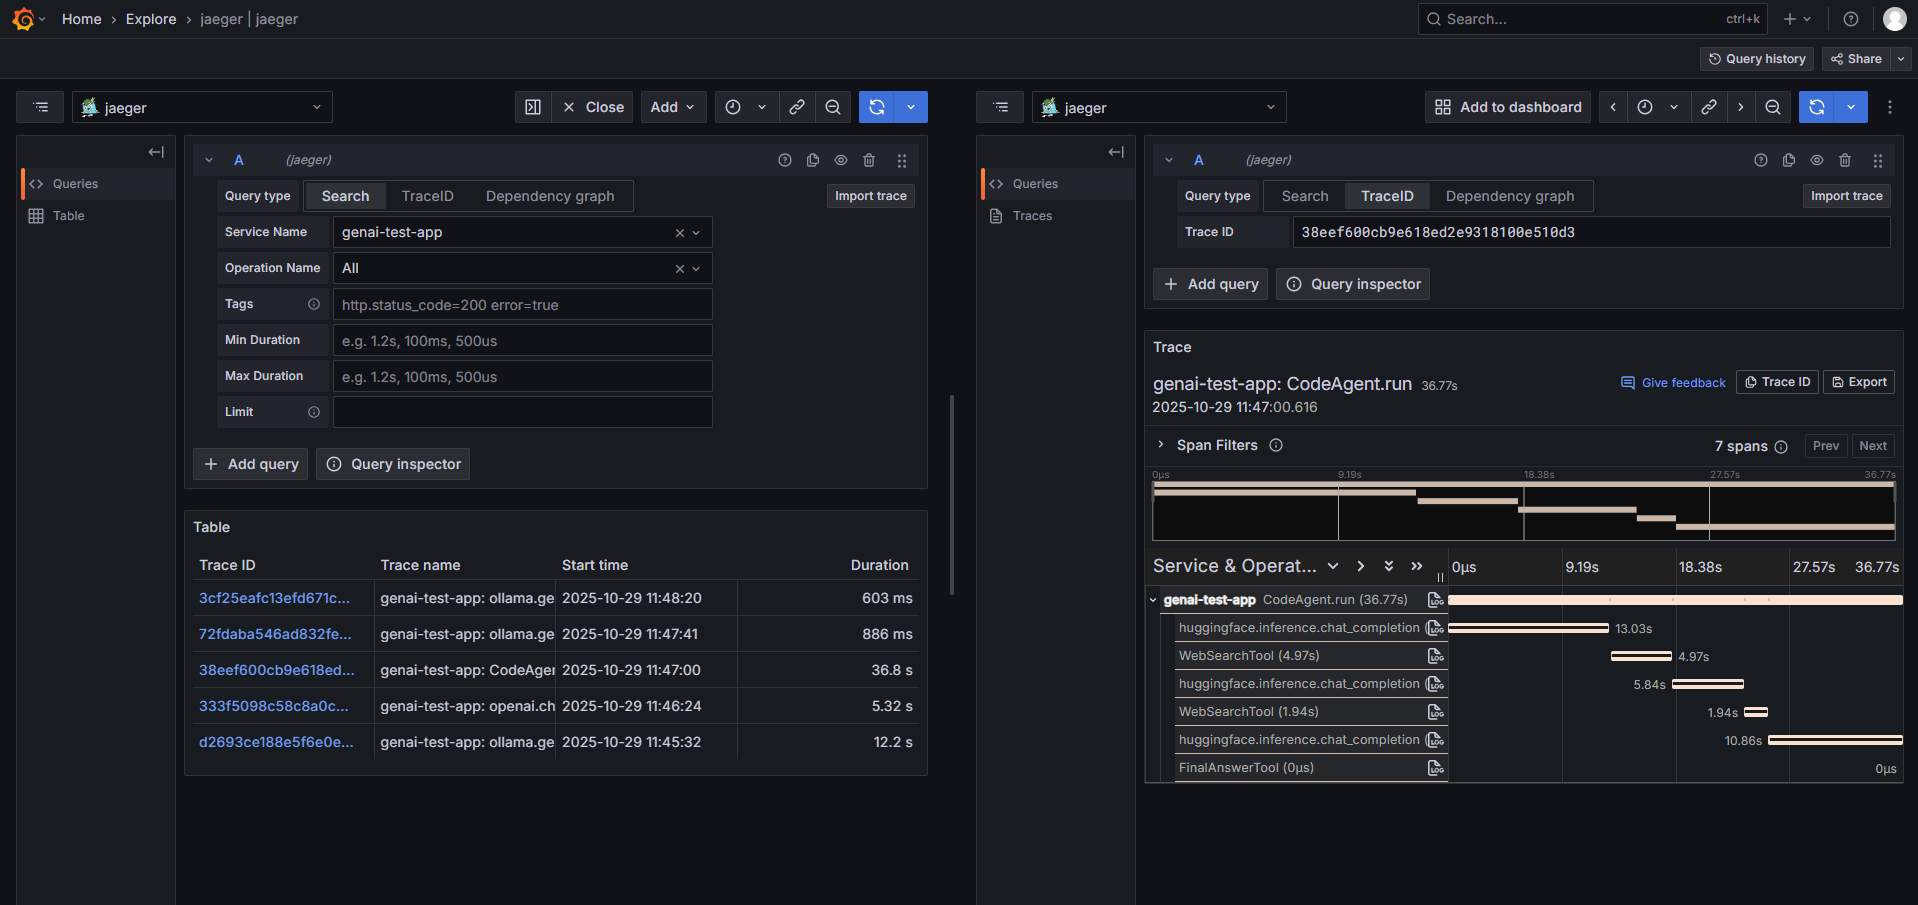 Home › Explore › jaeger | jaeger
Search... ctrl+k
Query history Share
jaeger Close Add
Queries
Table
A (jaeger)
Query type Search TraceID Dependency graph Import trace
Service Name genai-test-app
Operation Name All
Tags http.status_code=200 error=true
Min Duration e.g. 1.2s, 100ms, 500us
Max Duration e.g. 1.2s, 100ms, 500us
Limit
+ Add query Query inspector
Table
Trace ID Trace name Start time Duration
3cf25eafc13efd671c... genai-test-app: ollama.ge 2025-10-29 11:48:20 603 ms
72fdaba546ad832fe... genai-test-app: ollama.ge 2025-10-29 11:47:41 886 ms
38eef600cb9e618ed... genai-test-app: CodeAgen 2025-10-29 11:47:00 36.8 s
333f5098c58c8a0c... genai-test-app: openai.ch 2025-10-29 11:46:24 5.32 s
d2693ce188e5f6e0e... genai-test-app: ollama.ge 2025-10-29 11:45:32 12.2 s
jaeger Add to dashboard
Queries
Traces
A (jaeger)
Query type Search TraceID Dependency graph Import trace
Trace ID 38eef600cb9e618ed2e9318100e510d3
+ Add query Query inspector
Trace
genai-test-app: CodeAgent.run 36.77s Give feedback Trace ID Export
2025-10-29 11:47:00.616
Span Filters 7 spans Prev Next
0μs 9.19s 18.38s 27.57s 36.77s
Service & Operat... 0μs 9.19s 18.38s 27.57s 36.77s
genai-test-app CodeAgent.run (36.77s) LOG
huggingface.inference.chat_completion ( LOG 13.03s
WebSearchTool (4.97s) LOG 4.97s
huggingface.inference.chat_completion ( LOG 5.84s
WebSearchTool (1.94s) LOG 1.94s
huggingface.inference.chat_completion ( LOG 10.86s
FinalAnswerTool (0μs) LOG 0μs